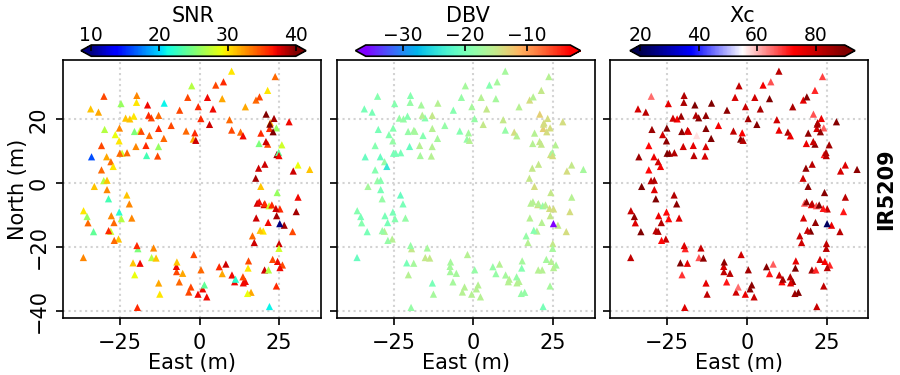 SNR DBV Xc
10 20 30 40 −30 −20 −10 20 40 60 80
North (m)
20
0
−20
−40
IR5209
−25 0 25 −25 0 25 −25 0 25
East (m) East (m) East (m)